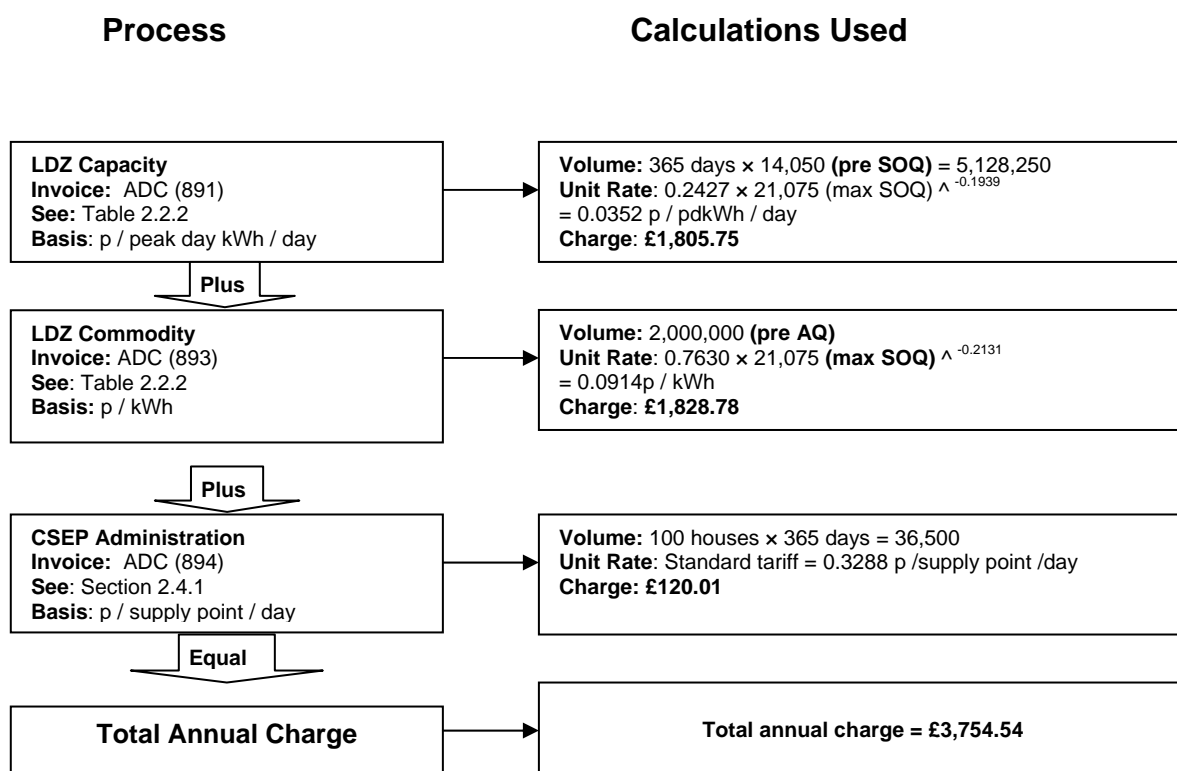 Process
Calculations Used
LDZ Capacity
Invoice: ADC (891)
See: Table 2.2.2
Basis: p / peak day kWh / day
Volume: 365 days × 14,050 (pre SOQ) = 5,128,250
Unit Rate: 0.2427 × 21,075 (max SOQ) ^ -0.1939
= 0.0352 p / pdkWh / day
Charge: £1,805.75
Plus
LDZ Commodity
Invoice: ADC (893)
See: Table 2.2.2
Basis: p / kWh
Volume: 2,000,000 (pre AQ)
Unit Rate: 0.7630 × 21,075 (max SOQ) ^ -0.2131
= 0.0914p / kWh
Charge: £1,828.78
Plus
CSEP Administration
Invoice: ADC (894)
See: Section 2.4.1
Basis: p / supply point / day
Volume: 100 houses × 365 days = 36,500
Unit Rate: Standard tariff = 0.3288 p /supply point /day
Charge: £120.01
Equal
Total Annual Charge
Total annual charge = £3,754.54